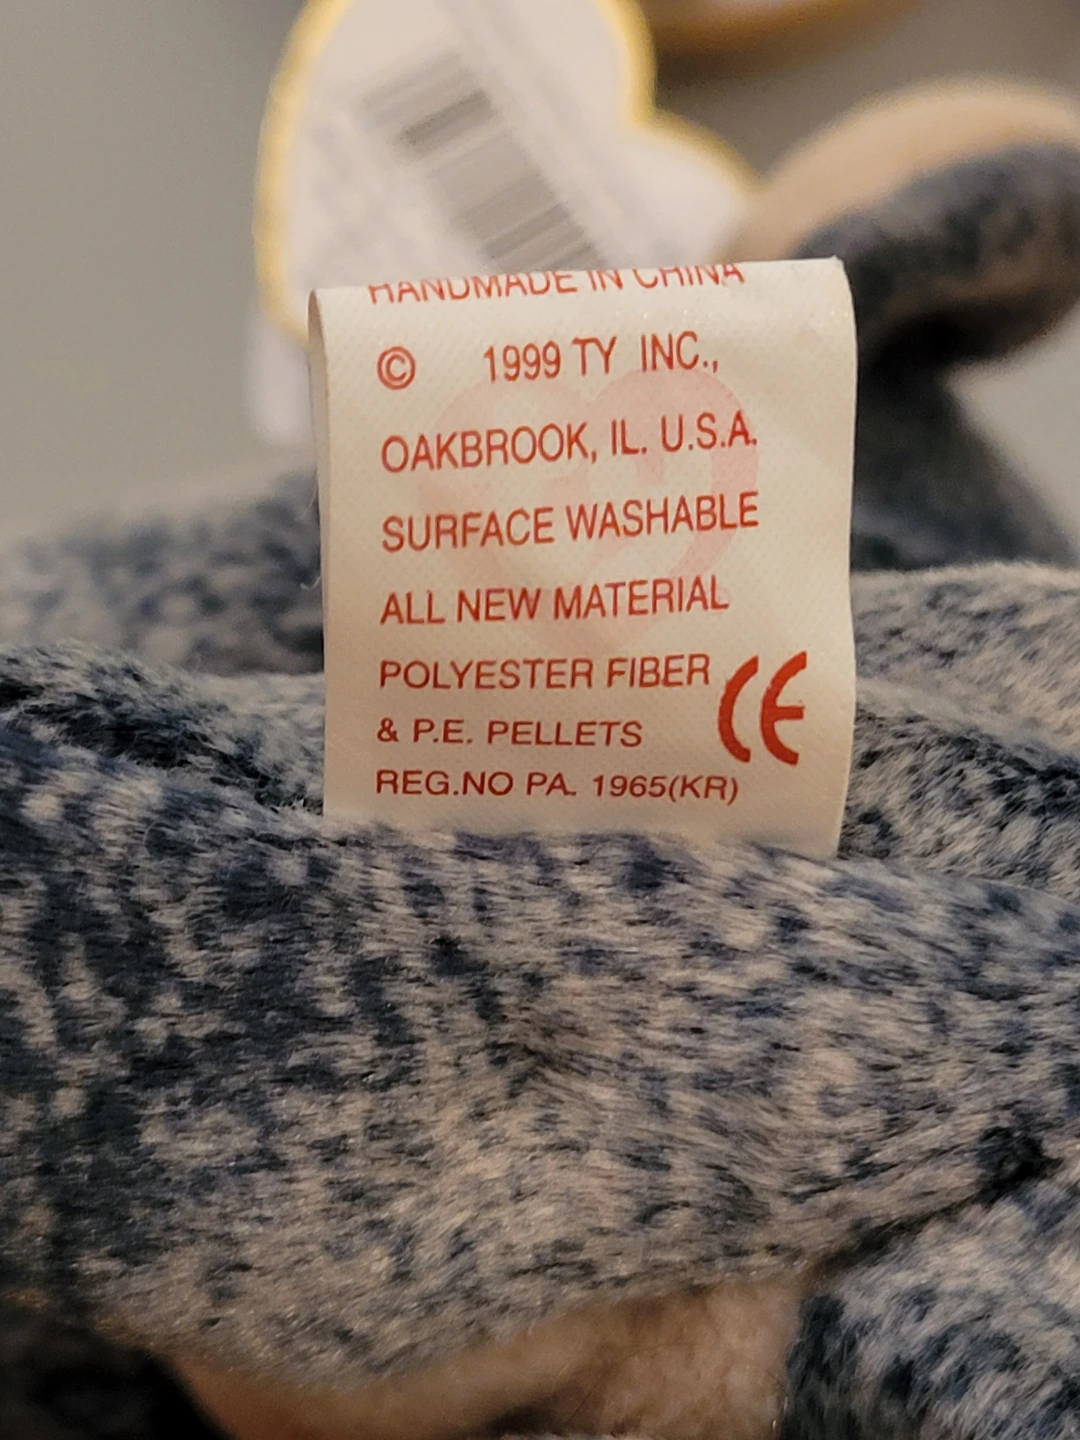 HANDMADE IN CHINA
© 1999 TY INC.,
OAKBROOK, IL. U.S.A.
SURFACE WASHABLE
ALL NEW MATERIAL
POLYESTER FIBER
& P.E. PELLETS
REG.NO PA. 1965(KR)
CE